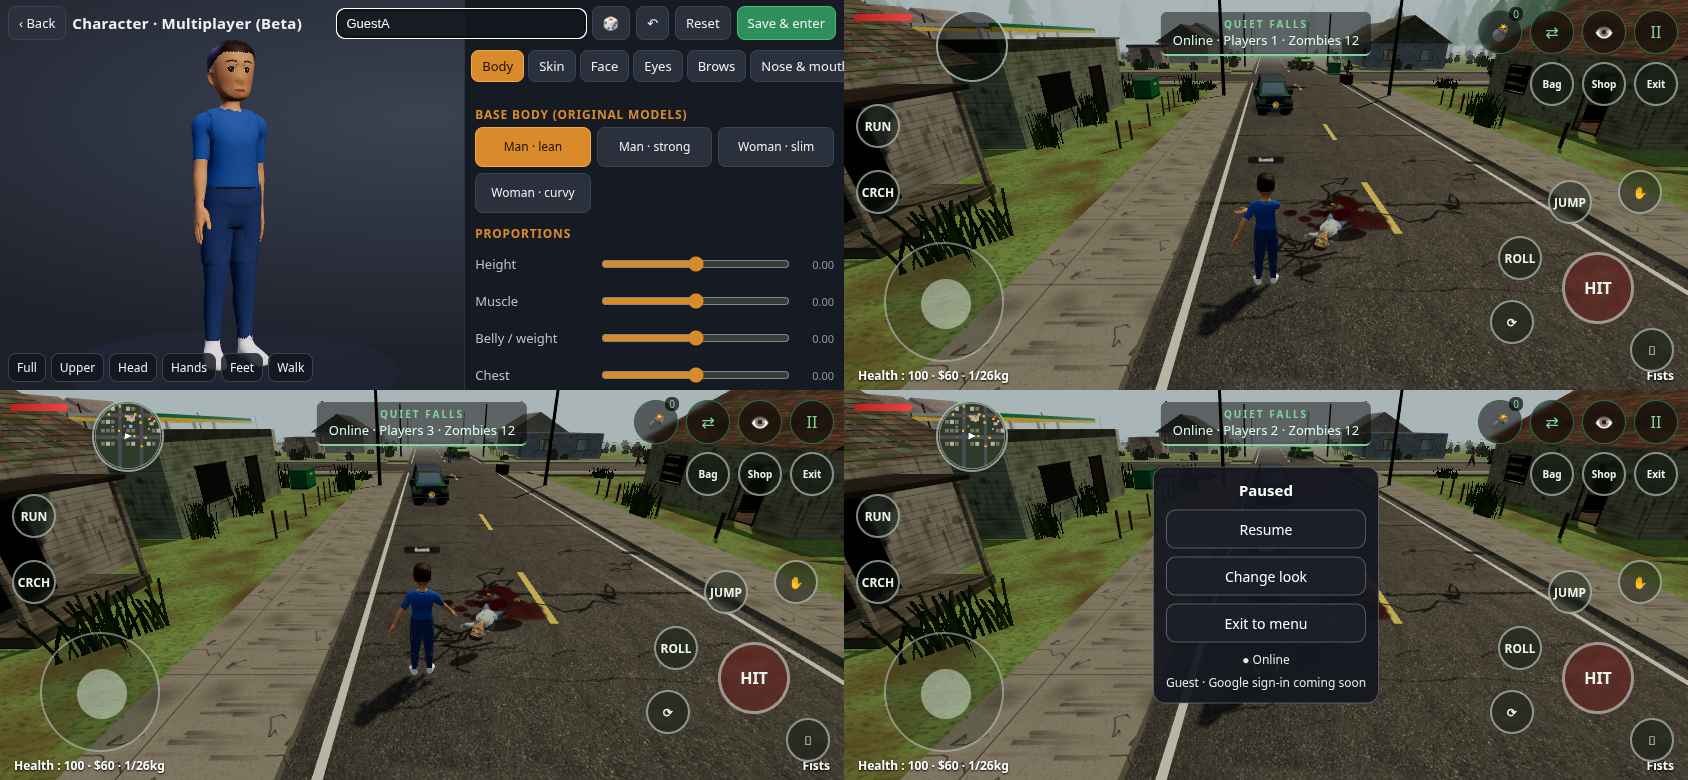 ‹ Back Character · Multiplayer (Beta) GuestA ↶ Reset Save & enter
Body Skin Face Eyes Brows Nose & mouth
BASE BODY (ORIGINAL MODELS)
Man · lean Man · strong Woman · slim
Woman · curvy
PROPORTIONS
Height 0.00
Muscle 0.00
Belly / weight 0.00
Chest 0.00
Full Upper Head Hands Feet Walk
QUIET FALLS
Online · Players 1 · Zombies 12
0
II
Bag Shop Exit
RUN
GuestA
CRCH
JUMP
ROLL
HIT
Health : 100 · $60 · 1/26kg
Fists
QUIET FALLS
Online · Players 3 · Zombies 12
0
II
Bag Shop Exit
RUN
GuestA
CRCH
JUMP
ROLL
HIT
Health : 100 · $60 · 1/26kg
Fists
QUIET FALLS
Online · Players 2 · Zombies 12
0
II
Bag Shop Exit
Paused
Resume
Change look
Exit to menu
● Online
Guest · Google sign-in coming soon
RUN
CRCH
JUMP
ROLL
HIT
Health : 100 · $60 · 1/26kg
Fists